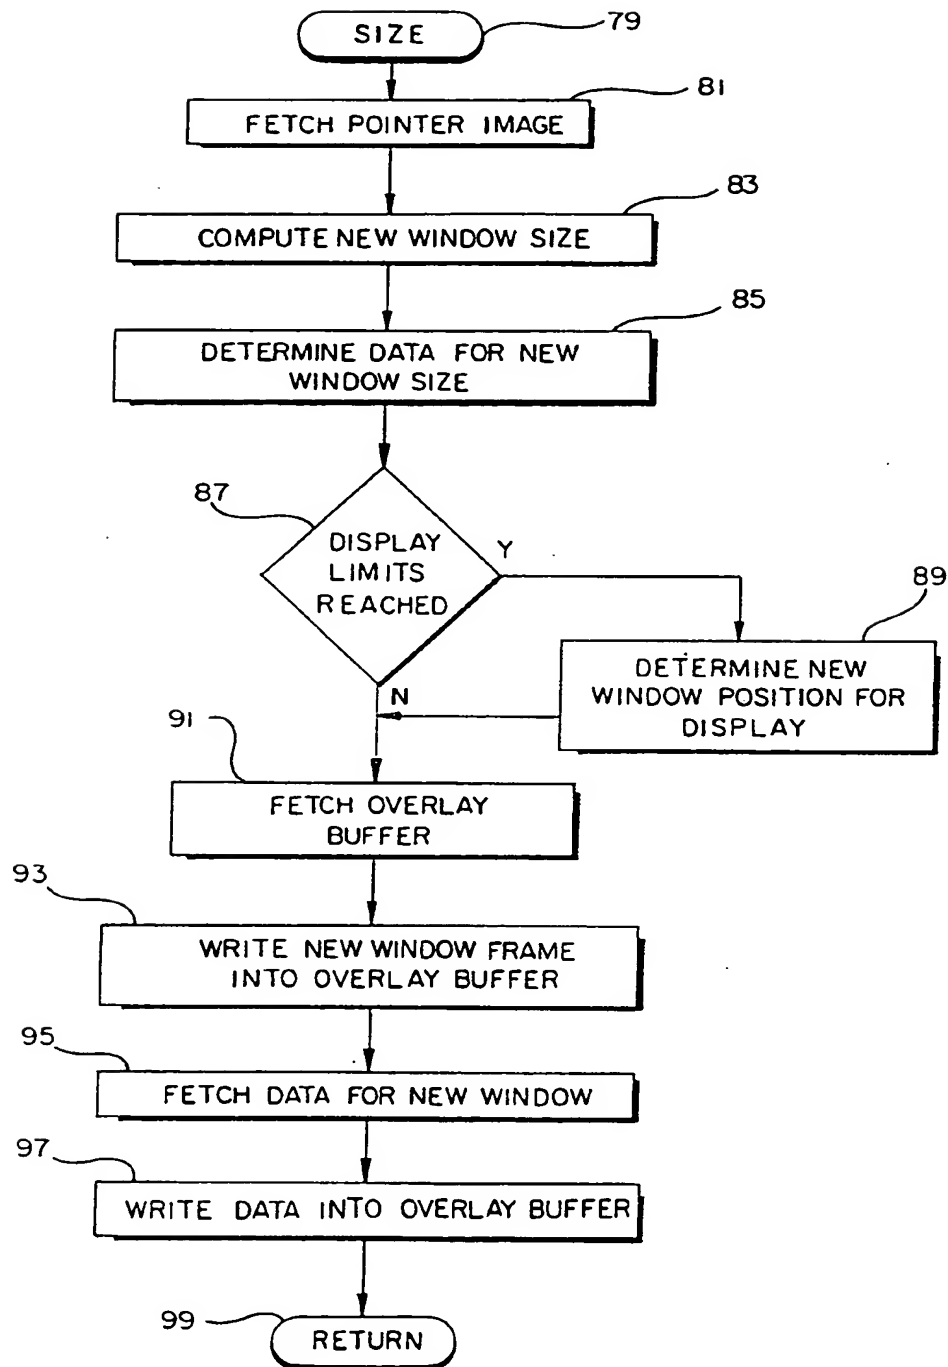 SIZE
79
81
FETCH POINTER IMAGE
83
COMPUTE NEW WINDOW SIZE
85
DETERMINE DATA FOR NEW
WINDOW SIZE
87
DISPLAY
LIMITS
REACHED
Y
N
89
DETERMINE NEW
WINDOW POSITION FOR
DISPLAY
91
FETCH OVERLAY
BUFFER
93
WRITE NEW WINDOW FRAME
INTO OVERLAY BUFFER
95
FETCH DATA FOR NEW WINDOW
97
WRITE DATA INTO OVERLAY BUFFER
99
RETURN